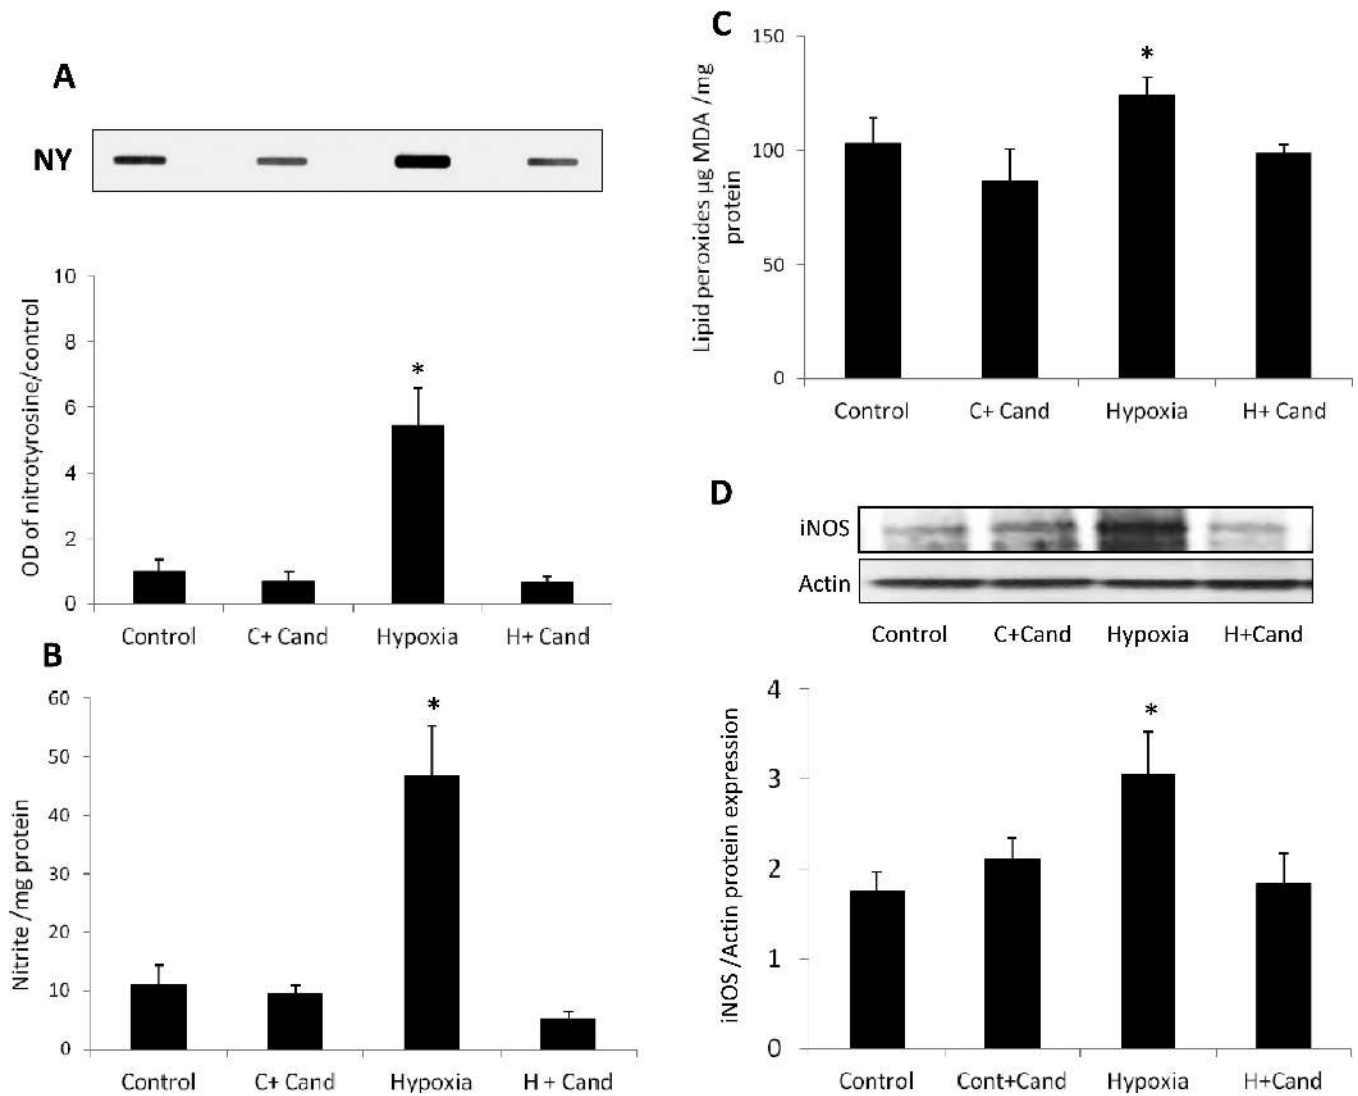 A
NY
OD of nitrotyrosine/control
10
8
6
4
2
0
*
Control C+ Cand Hypoxia H+ Cand
B
Nitrite /mg protein
60
50
40
30
20
10
0
*
Control C+ Cand Hypoxia H + Cand
C
Lipid peroxides µg MDA /mg
protein
150
100
50
0
*
Control C+ Cand Hypoxia H+ Cand
D
iNOS
Actin
Control C+Cand Hypoxia H+Cand
iNOS /Actin protein expression
4
3
2
1
0
*
Control Cont+Cand Hypoxia H+Cand